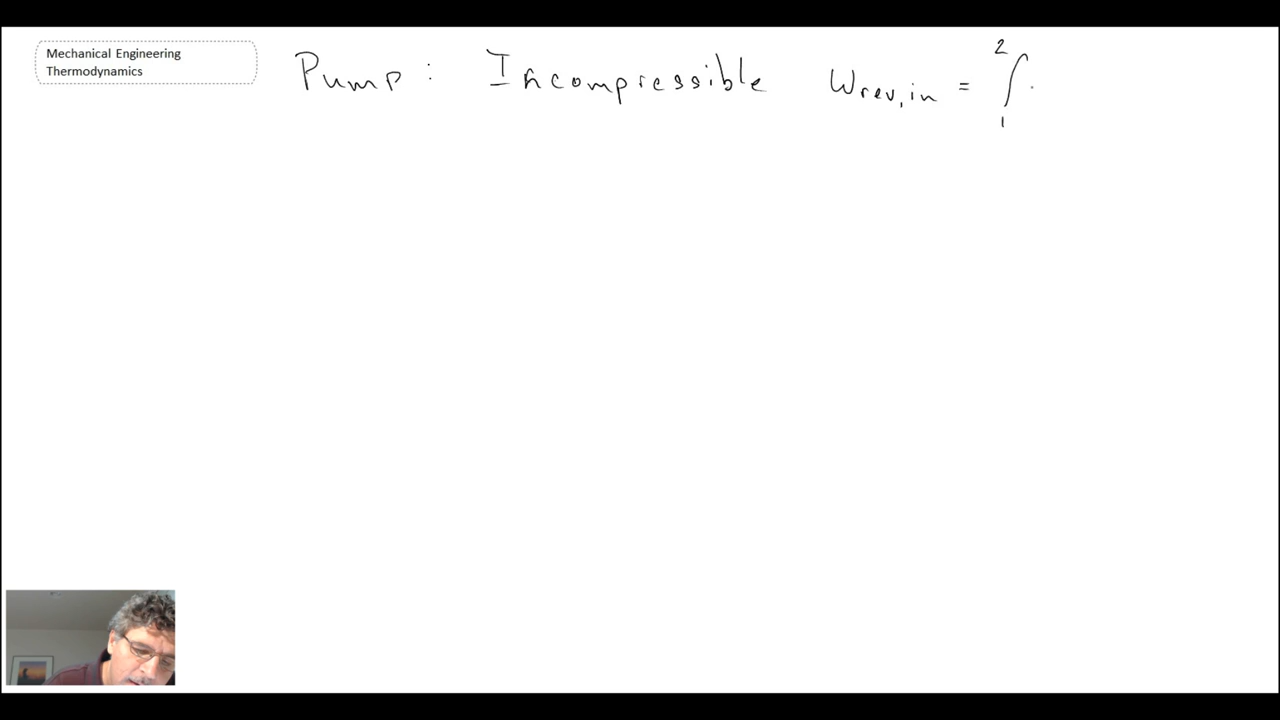 Mechanical Engineering
Thermodynamics
Pump : Incompressible Wrev,in = ∫₁²